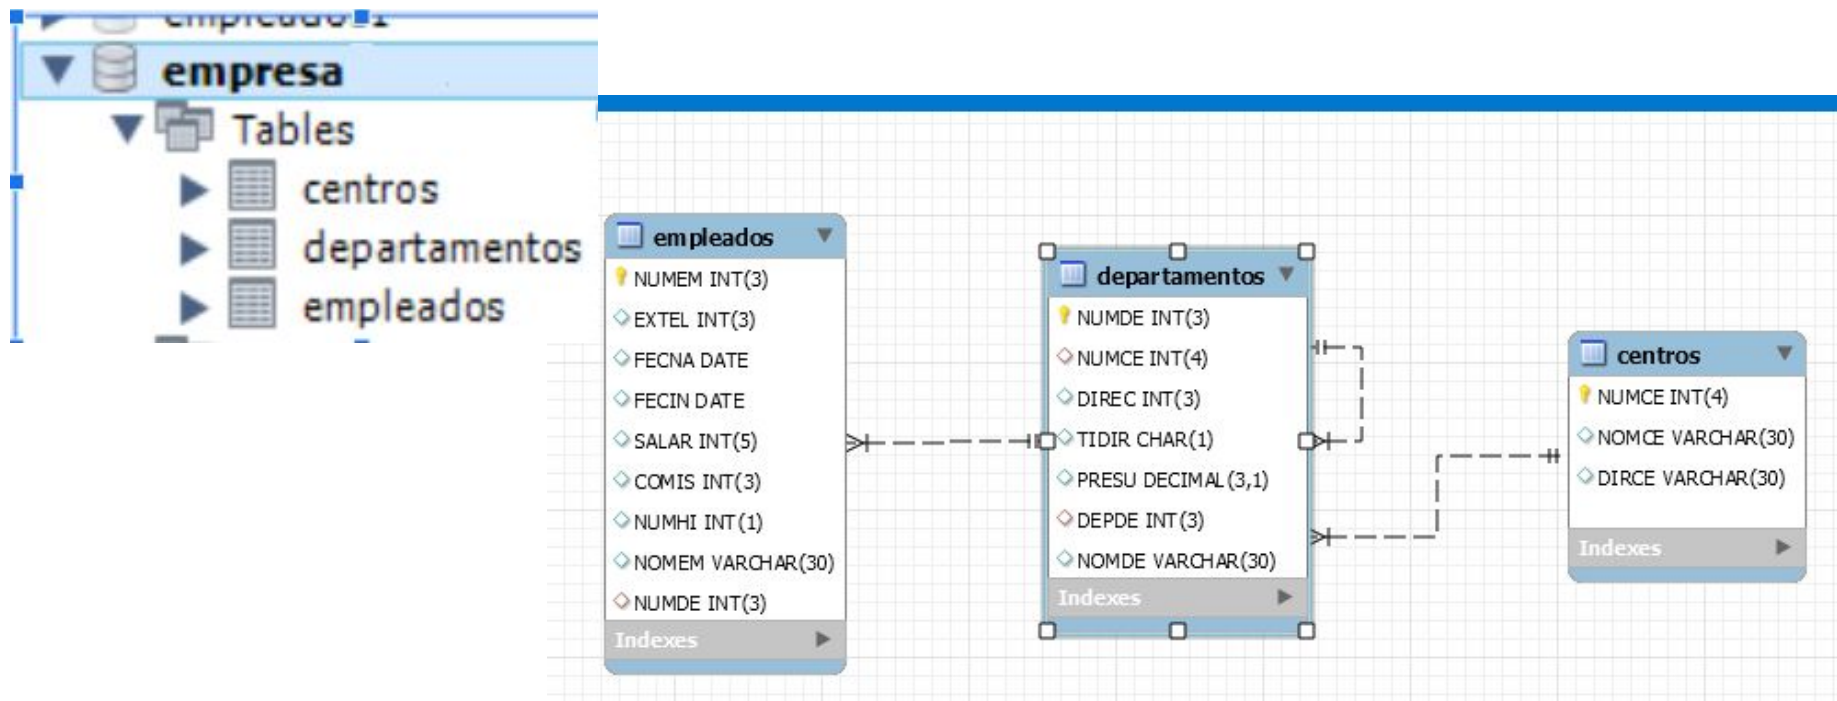 empresa
Tables
centros
departamentos
empleados
empleados
NUMEM INT(3)
EXTEL INT(3)
FECNA DATE
FECIN DATE
SALAR INT(5)
COMIS INT(3)
NUMHI INT(1)
NOMEM VARCHAR(30)
NUMDE INT(3)
Indexes
departamentos
NUMDE INT(3)
NUMCE INT(4)
DIREC INT(3)
TIDIR CHAR(1)
PRESU DECIMAL(3,1)
DEPDE INT(3)
NOMDE VARCHAR(30)
Indexes
centros
NUMCE INT(4)
NOMCE VARCHAR(30)
DIRCE VARCHAR(30)
Indexes